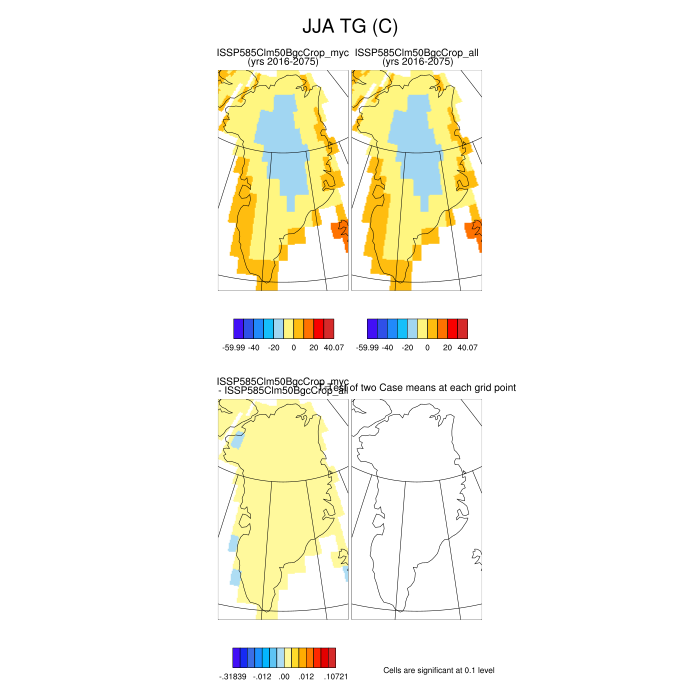 JJA TG (C)
ISSP585Clm50BgcCrop_myc ISSP585Clm50BgcCrop_all
(yrs 2016-2075) (yrs 2016-2075)
-59.99 -40 -20 0 20 40.07 -59.99 -40 -20 0 20 40.07
ISSP585Clm50BgcCrop_myc
- ISSP585Clm50BgcCrop_all
T-Test of two Case means at each grid point
-.31839 -.012 .00 .012 .10721
Cells are significant at 0.1 level